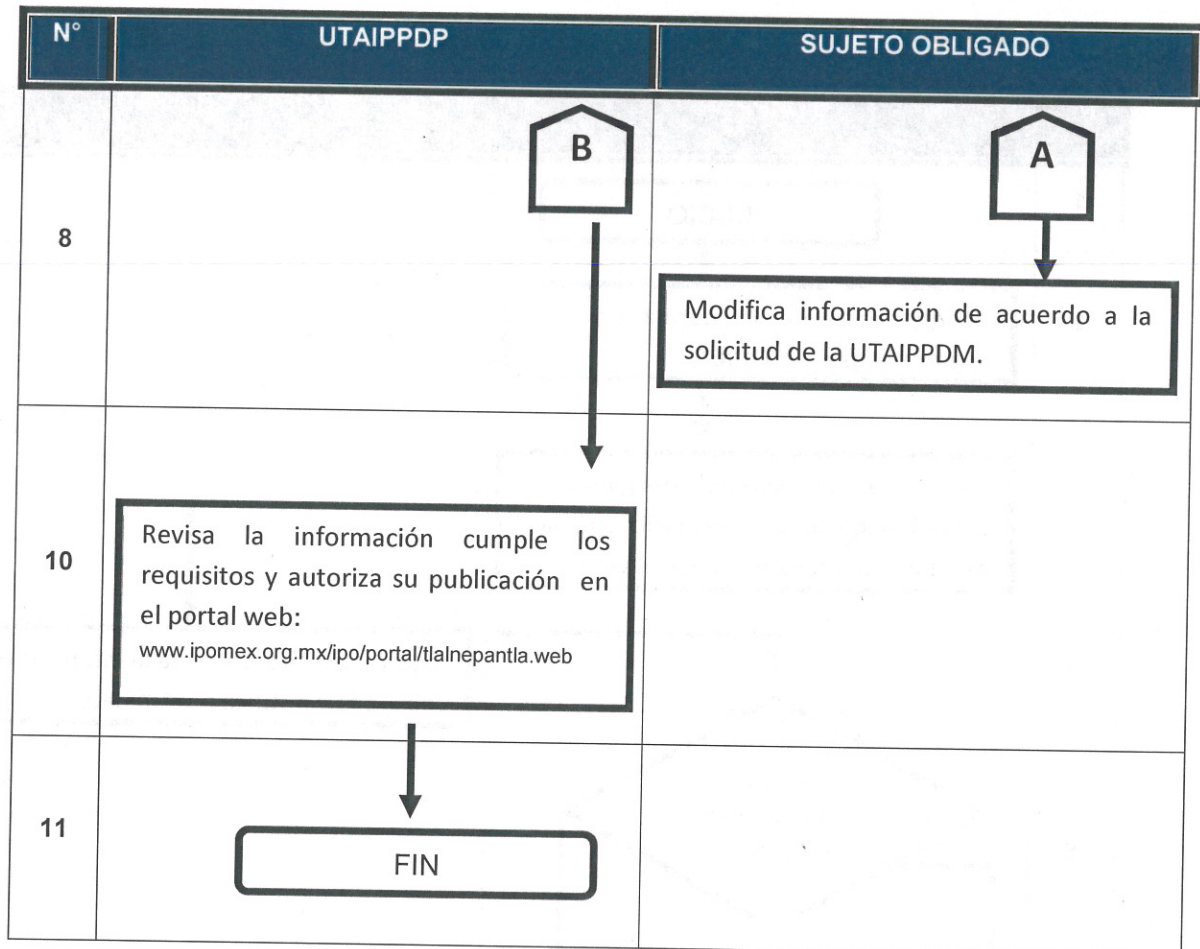 N° UTAIPPDP SUJETO OBLIGADO
B A
8
Modifica información de acuerdo a la
solicitud de la UTAIPPDM.
10
Revisa la información cumple los
requisitos y autoriza su publicación en
el portal web:
www.ipomex.org.mx/ipo/portal/tlalnepantla.web
11
FIN